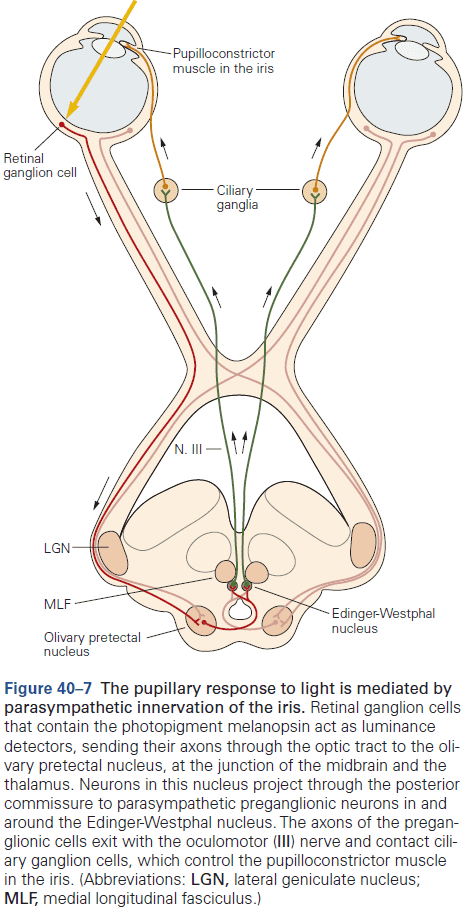 Pupilloconstrictor
muscle in the iris
Retinal
ganglion cell
Ciliary
ganglia
N. III
LGN
MLF
Edinger-Westphal
nucleus
Olivary pretectal
nucleus
Figure 40–7 The pupillary response to light is mediated by
parasympathetic innervation of the iris. Retinal ganglion cells
that contain the photopigment melanopsin act as luminance
detectors, sending their axons through the optic tract to the oli-
vary pretectal nucleus, at the junction of the midbrain and the
thalamus. Neurons in this nucleus project through the posterior
commissure to parasympathetic preganglionic neurons in and
around the Edinger-Westphal nucleus. The axons of the pregan-
glionic cells exit with the oculomotor (III) nerve and contact cili-
ary ganglion cells, which control the pupilloconstrictor muscle
in the iris. (Abbreviations: LGN, lateral geniculate nucleus;
MLF, medial longitudinal fasciculus.)